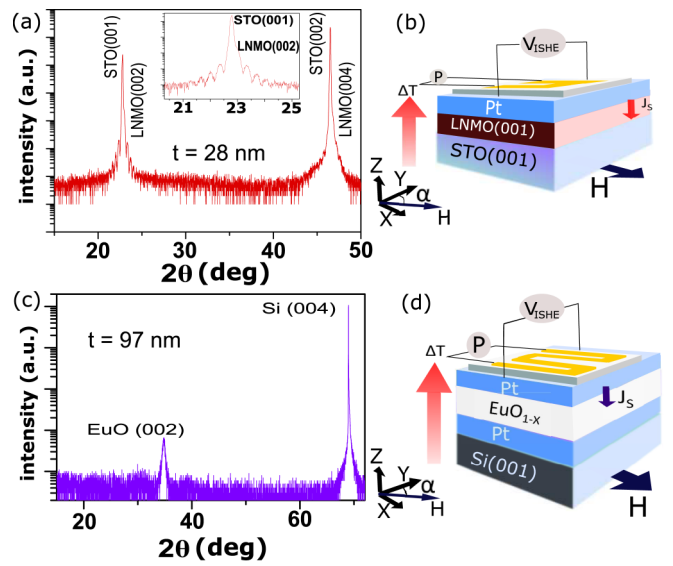 (a)
STO(001)
LNMO(002)
STO(001)
LNMO(002)
21 22 23 24 25
STO(002)
LNMO(004)
t = 28 nm
intensity (a.u.)
20 30 40 50
2θ (deg)
(b)
V_ISHE
P
ΔT
Pt
J_S
LNMO(001)
STO(001)
H
Z
Y
α
X
H
(c)
t = 97 nm
Si (004)
EuO (002)
intensity (a.u.)
20 40 60
2θ (deg)
(d)
V_ISHE
P
ΔT
Pt
J_S
EuO_1-X
Pt
Si(001)
H
Z
Y
α
X
H